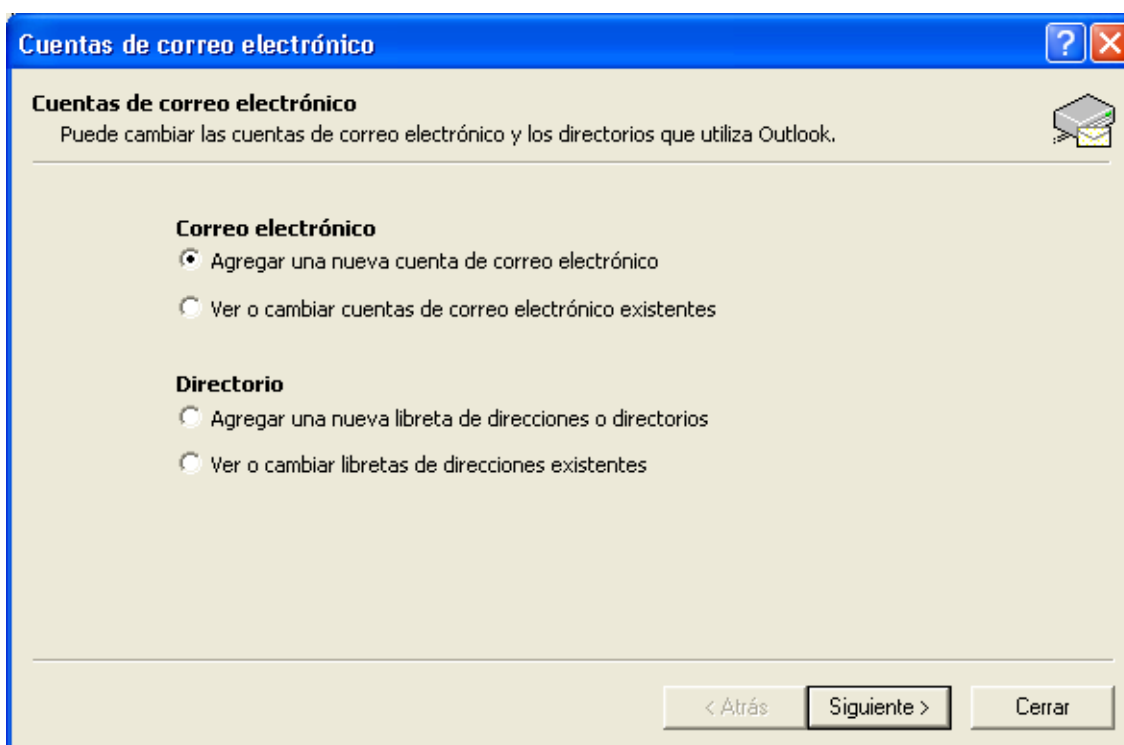 Cuentas de correo electrónico
Cuentas de correo electrónico
Puede cambiar las cuentas de correo electrónico y los directorios que utiliza Outlook.
Correo electrónico
Agregar una nueva cuenta de correo electrónico
Ver o cambiar cuentas de correo electrónico existentes
Directorio
Agregar una nueva libreta de direcciones o directorios
Ver o cambiar libretas de direcciones existentes
< Atrás Siguiente > Cerrar